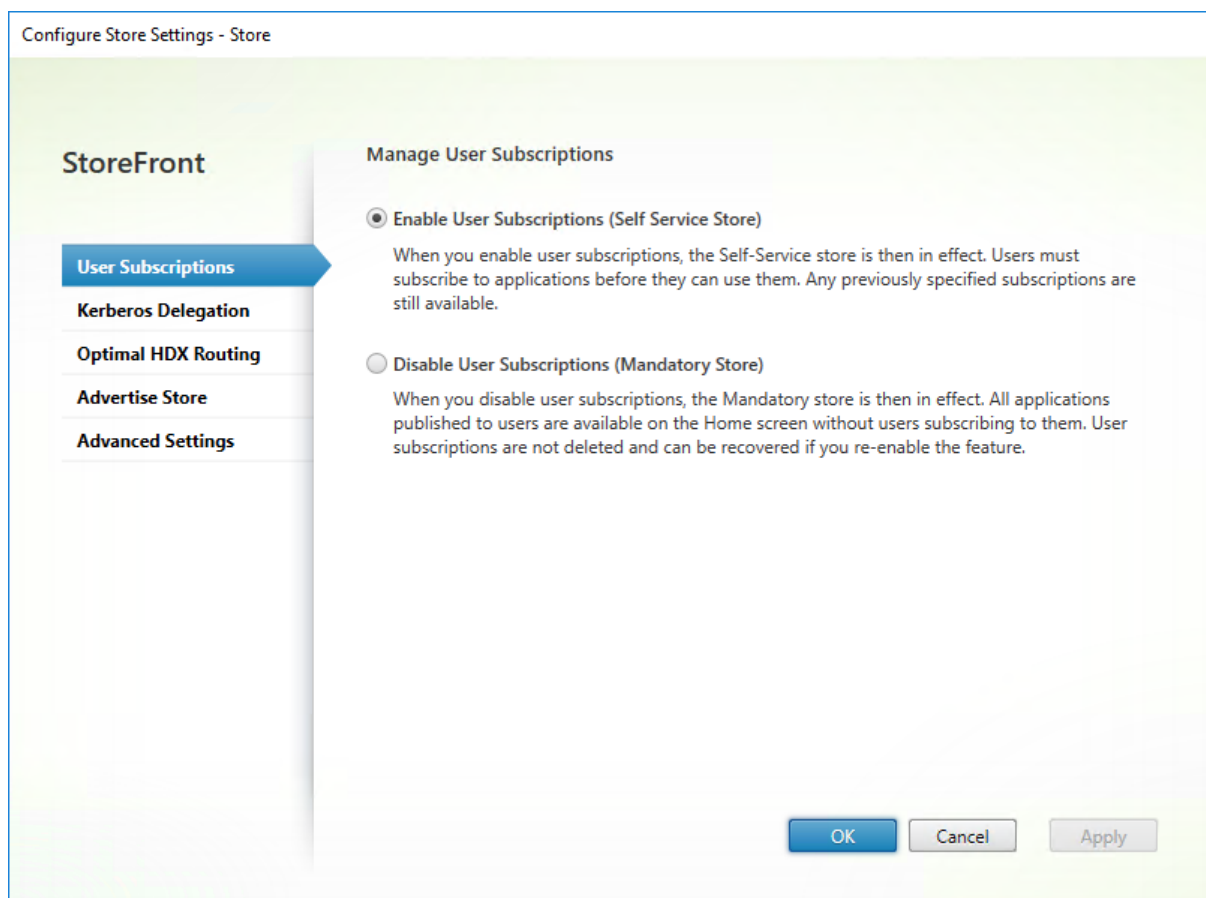 Configure Store Settings - Store
StoreFront
User Subscriptions
Kerberos Delegation
Optimal HDX Routing
Advertise Store
Advanced Settings
Manage User Subscriptions
Enable User Subscriptions (Self Service Store)
When you enable user subscriptions, the Self-Service store is then in effect. Users must
subscribe to applications before they can use them. Any previously specified subscriptions are
still available.
Disable User Subscriptions (Mandatory Store)
When you disable user subscriptions, the Mandatory store is then in effect. All applications
published to users are available on the Home screen without users subscribing to them. User
subscriptions are not deleted and can be recovered if you re-enable the feature.
OK Cancel Apply